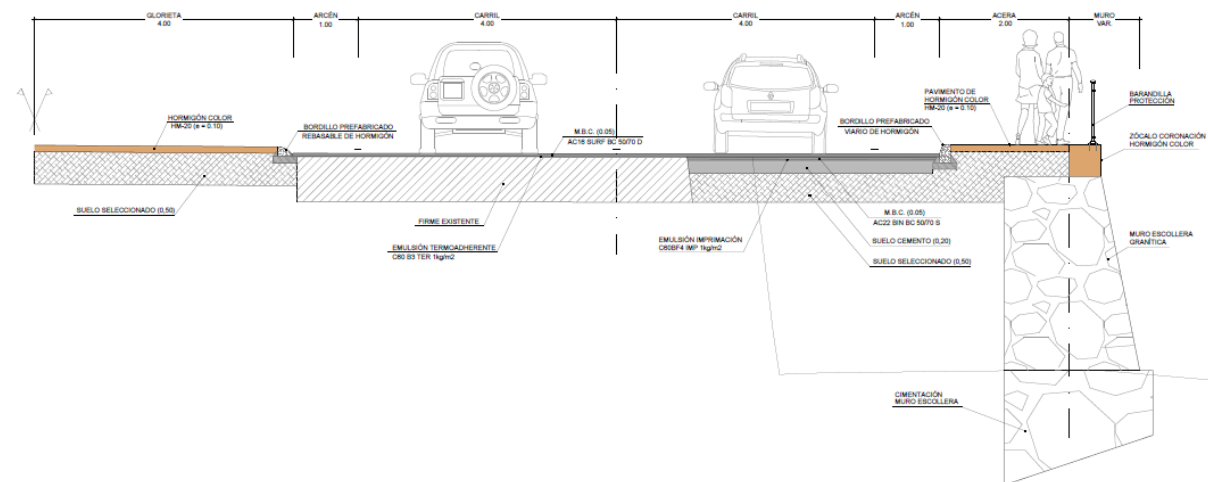 GLORIETA
4.00
ARCÉN
1.00
CARRIL
4.00
CARRIL
4.00
ARCÉN
1.00
ACERA
2.00
MURO
VAR.
HORMIGÓN COLOR
HM-20 (e = 0.10)
BORDILLO PREFABRICADO
REBASABLE DE HORMIGÓN
M.B.C. (0.05)
AC16 SURF BC 50/70 D
BORDILLO PREFABRICADO
VIARIO DE HORMIGÓN
PAVIMENTO DE
HORMIGÓN COLOR
HM-20 (e = 0.10)
BARANDILLA
PROTECCIÓN
ZÓCALO CORONACIÓN
HORMIGÓN COLOR
SUELO SELECCIONADO (0,50)
FIRME EXISTENTE
EMULSIÓN TERMOADHERENTE
C60 B3 TER 1kg/m2
EMULSIÓN IMPRIMACIÓN
C60BF4 IMP 1kg/m2
M.B.C. (0.05)
AC22 BIN BC 50/70 S
SUELO CEMENTO (0,20)
SUELO SELECCIONADO (0,50)
MURO ESCOLLERA
GRANÍTICA
CIMENTACIÓN
MURO ESCOLLERA